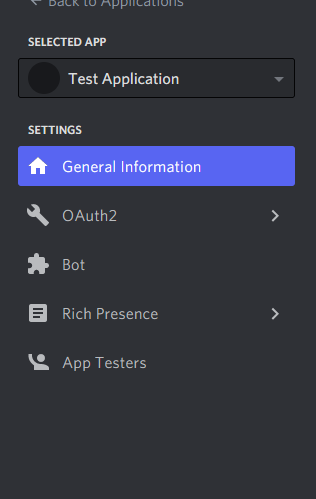 Back to Applications
SELECTED APP
Test Application
SETTINGS
General Information
OAuth2
Bot
Rich Presence
App Testers